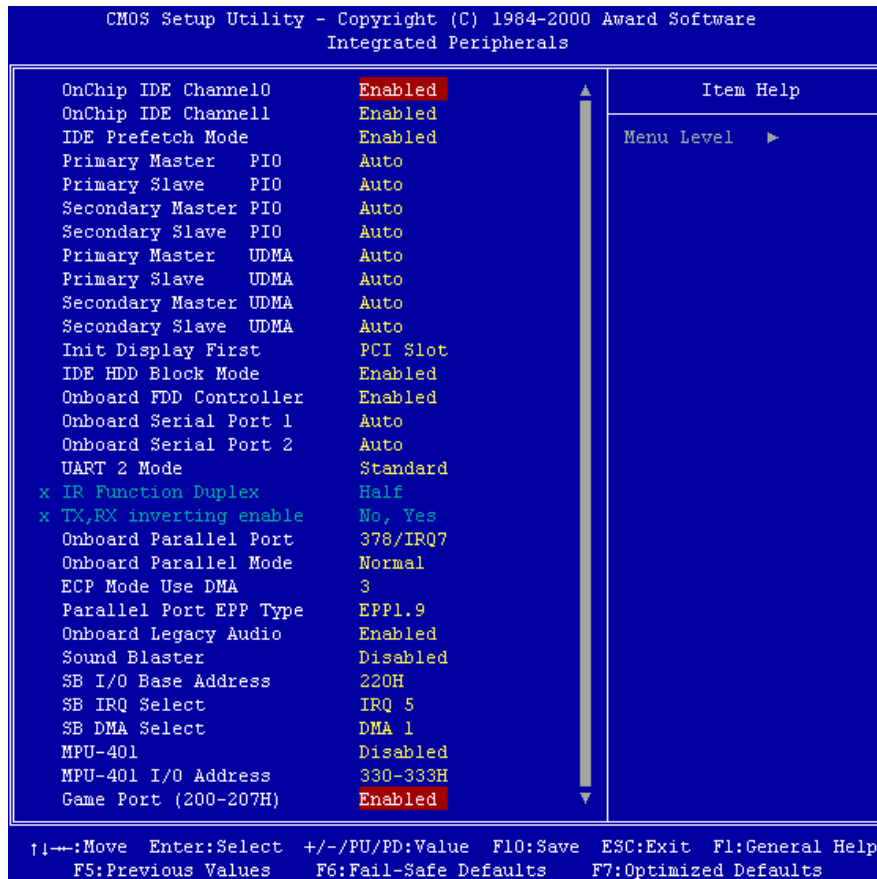 CMOS Setup Utility - Copyright (C) 1984-2000 Award Software
Integrated Peripherals
OnChip IDE Channel0 Enabled
OnChip IDE Channel1 Enabled
IDE Prefetch Mode Enabled
Primary Master PIO Auto
Primary Slave PIO Auto
Secondary Master PIO Auto
Secondary Slave PIO Auto
Primary Master UDMA Auto
Primary Slave UDMA Auto
Secondary Master UDMA Auto
Secondary Slave UDMA Auto
Init Display First PCI Slot
IDE HDD Block Mode Enabled
Onboard FDD Controller Enabled
Onboard Serial Port 1 Auto
Onboard Serial Port 2 Auto
UART 2 Mode Standard
x IR Function Duplex Half
x TX,RX inverting enable No, Yes
Onboard Parallel Port 378/IRQ7
Onboard Parallel Mode Normal
ECP Mode Use DMA 3
Parallel Port EPP Type EPP1.9
Onboard Legacy Audio Enabled
Sound Blaster Disabled
SB I/O Base Address 220H
SB IRQ Select IRQ 5
SB DMA Select DMA 1
MPU-401 Disabled
MPU-401 I/O Address 330-333H
Game Port (200-207H) Enabled
Item Help
Menu Level ►
↑↓→←:Move Enter:Select +/-/PU/PD:Value F10:Save ESC:Exit F1:General Help
F5:Previous Values F6:Fail-Safe Defaults F7:Optimized Defaults